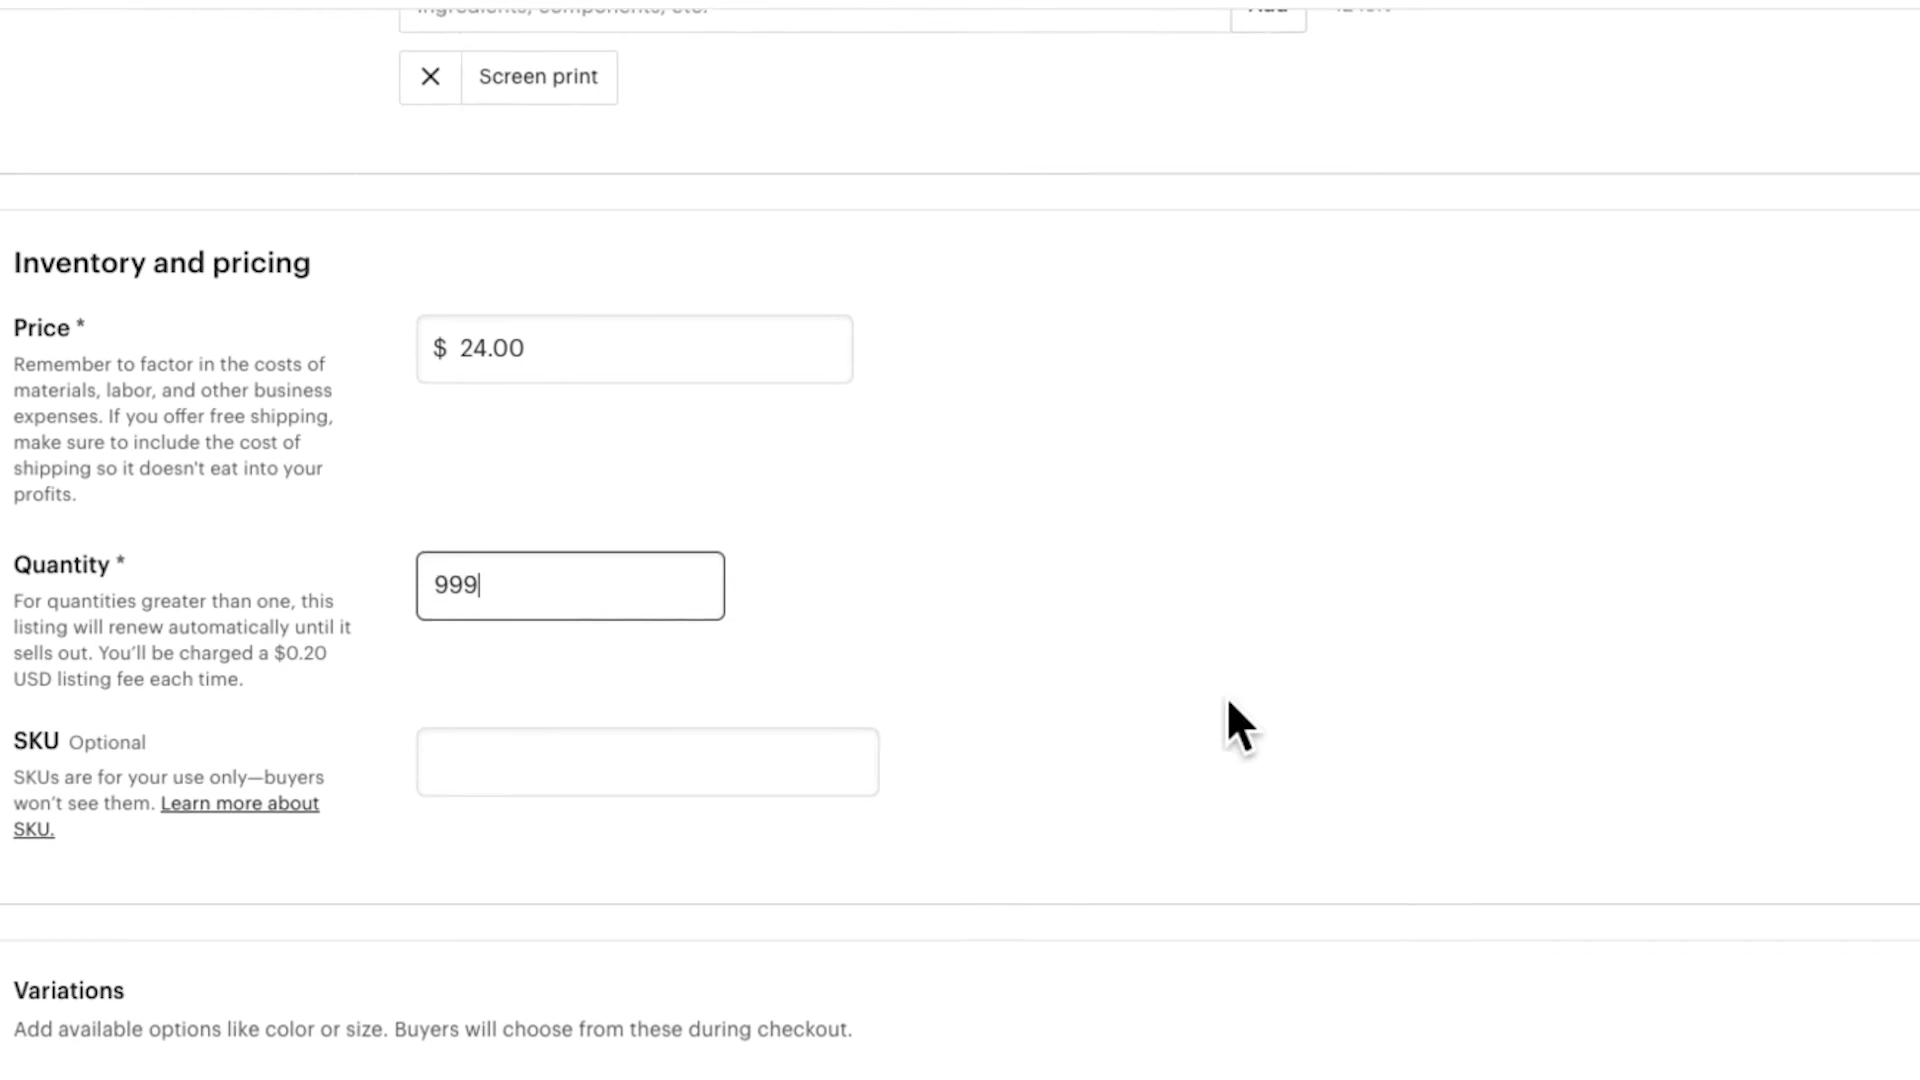 ingredients, components, etc.
Add
Screen print
Inventory and pricing
Price *
Remember to factor in the costs of
materials, labor, and other business
expenses. If you offer free shipping,
make sure to include the cost of
shipping so it doesn't eat into your
profits.
$ 24.00
Quantity *
For quantities greater than one, this
listing will renew automatically until it
sells out. You’ll be charged a $0.20
USD listing fee each time.
999
SKU Optional
SKUs are for your use only—buyers
won’t see them. Learn more about
SKU.
Variations
Add available options like color or size. Buyers will choose from these during checkout.